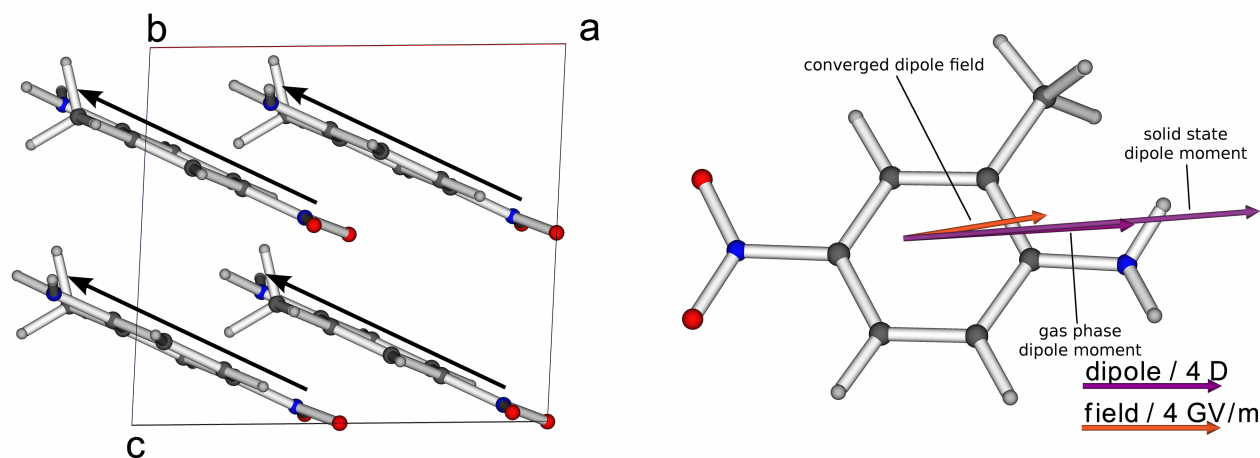 b
a
c
converged dipole field
solid state
dipole moment
gas phase
dipole moment
dipole / 4 D
field / 4 GV/m